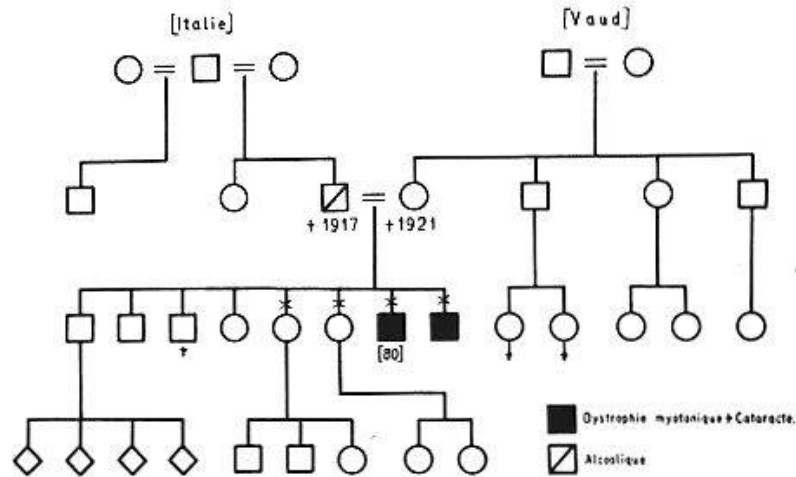 [Italie]
[Vaud]
+1917
+1921
[80]
Dystrophie myotonique + Cataracte.
Alcoolique